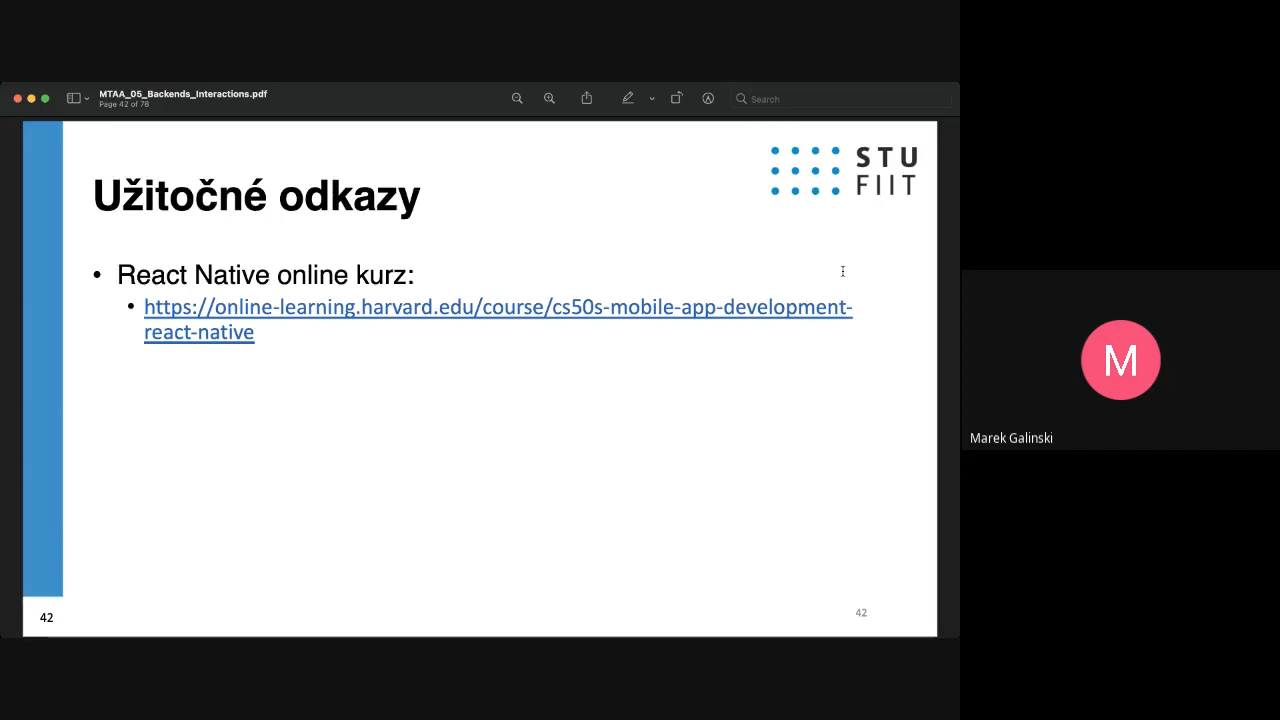 MTAA_05_Backends_Interactions.pdf
Page 42 of 78
Search
STU
FIIT
Užitočné odkazy
• React Native online kurz:
• https://online-learning.harvard.edu/course/cs50s-mobile-app-development-
react-native
42
42
M
Marek Galinski